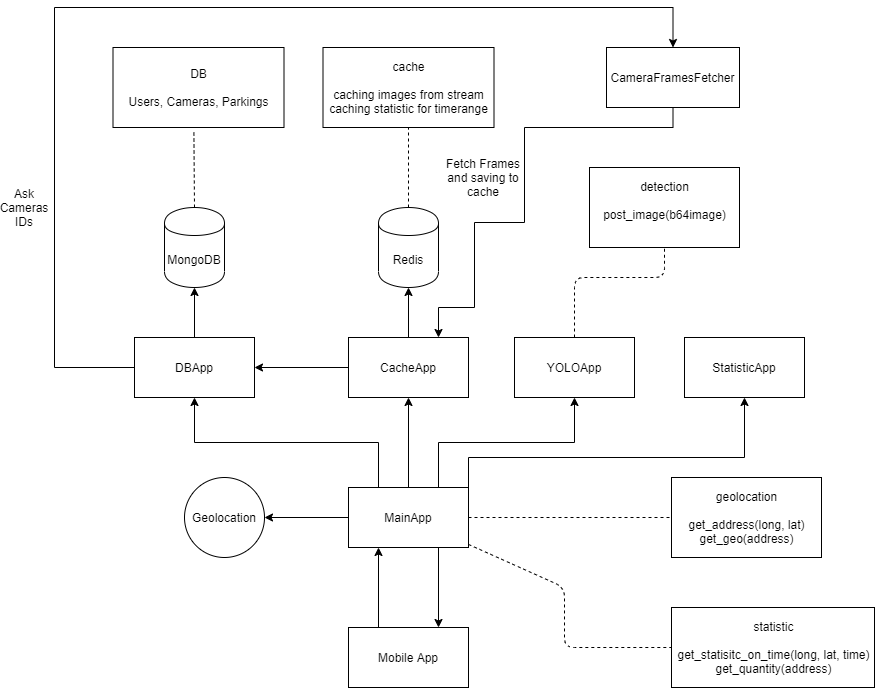 DB
Users, Cameras, Parkings
cache
caching images from stream
caching statistic for timerange
CameraFramesFetcher
Fetch Frames
and saving to
cache
detection
post_image(b64image)
Ask
Cameras
IDs
MongoDB
Redis
DBApp
CacheApp
YOLOApp
StatisticApp
Geolocation
MainApp
geolocation
get_address(long, lat)
get_geo(address)
Mobile App
statistic
get_statisitc_on_time(long, lat, time)
get_quantity(address)